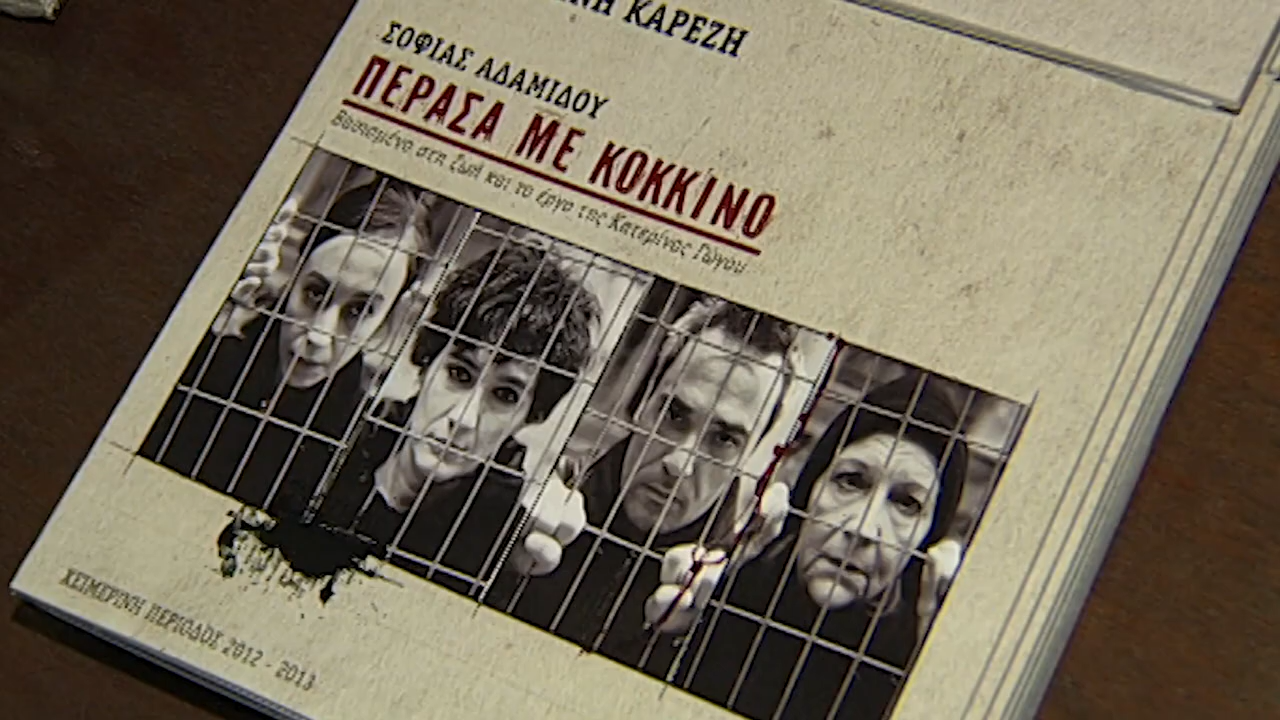 ΚΑΡΕΖΗ
ΣΟΦΙΑΣ ΑΔΑΜΙΔΟΥ
ΠΕΡΑΣΑ ΜΕ ΚΟΚΚΙΝΟ
Βασισμένο στη ζωή και το έργο της Κατερίνας Γώγου
ΧΕΙΜΕΡΙΝΗ ΠΕΡΙΟΔΟΣ 2012 - 2013